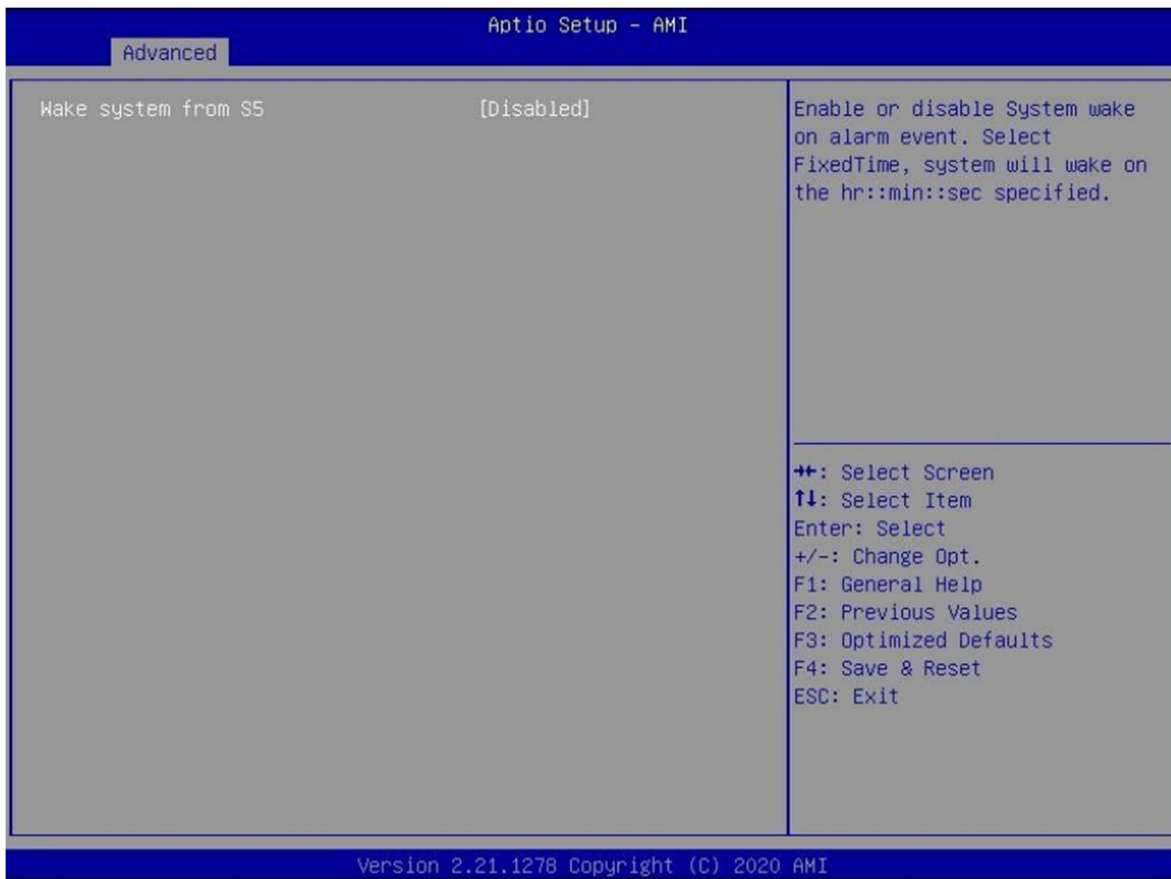 Aptio Setup - AMI
Advanced
Wake system from S5 [Disabled]
Enable or disable System wake
on alarm event. Select
FixedTime, system will wake on
the hr::min::sec specified.
→←: Select Screen
↑↓: Select Item
Enter: Select
+/-: Change Opt.
F1: General Help
F2: Previous Values
F3: Optimized Defaults
F4: Save & Reset
ESC: Exit
Version 2.21.1278 Copyright (C) 2020 AMI